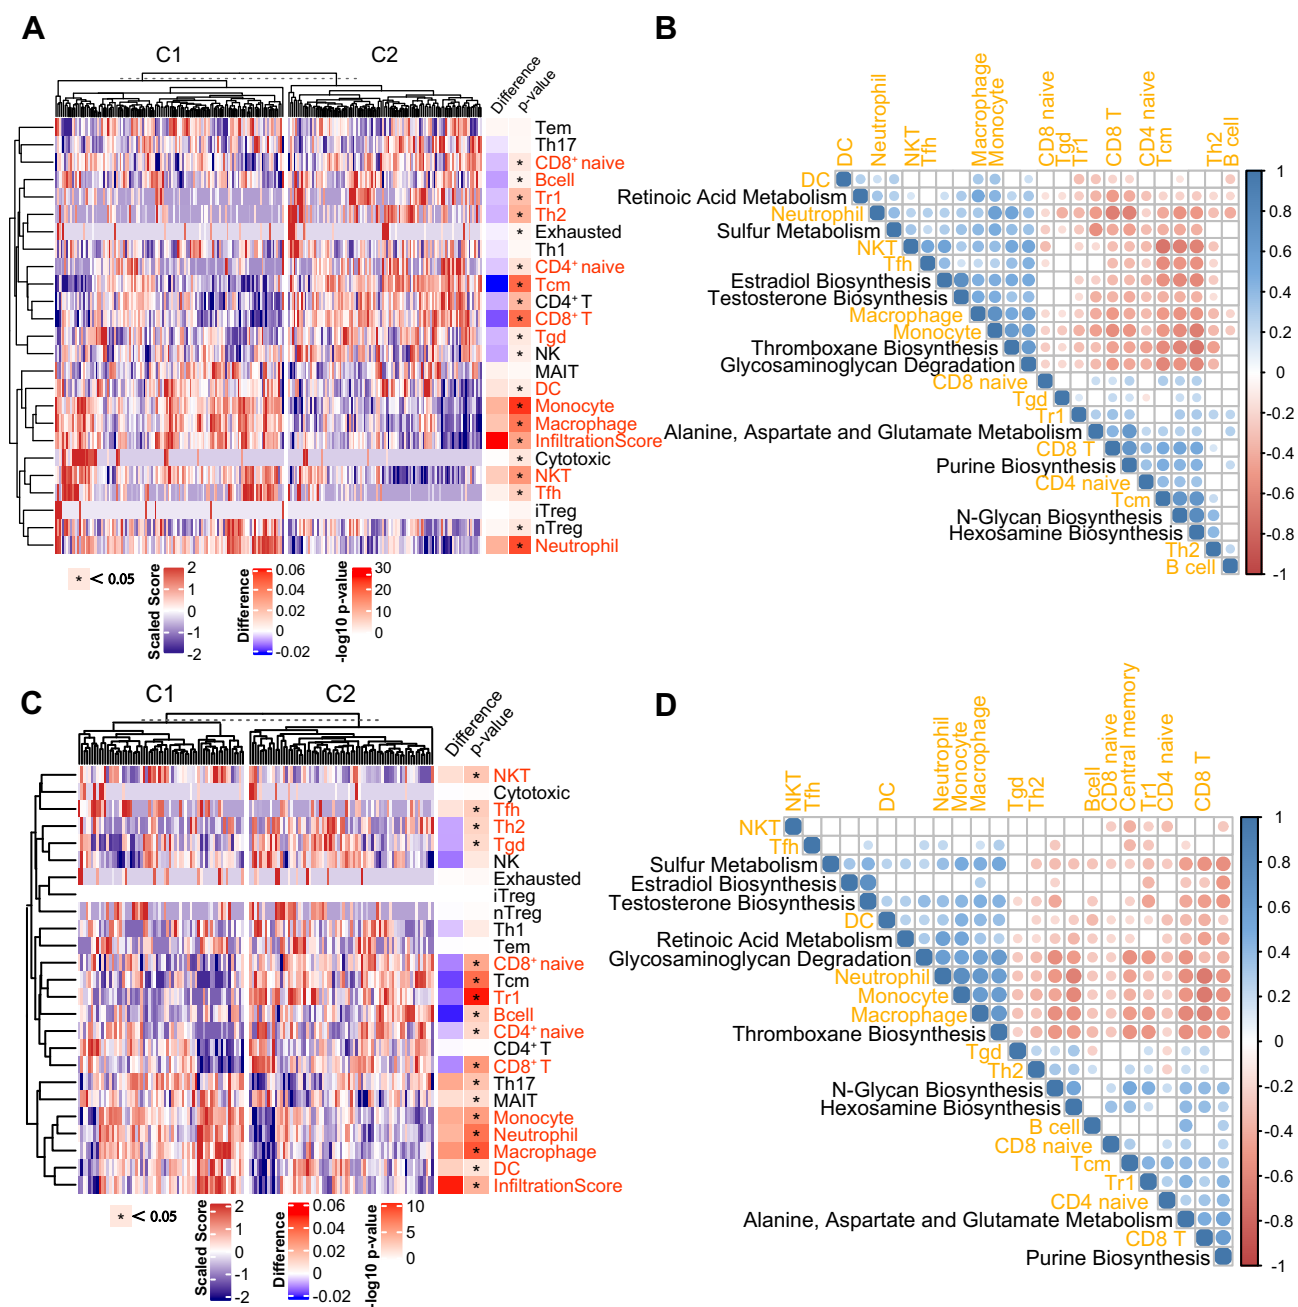 A
C1
C2
Difference
p-value
Tem
Th17
CD8⁺ naive
*
Bcell
*
Tr1
*
Th2
*
Exhausted
*
Th1
CD4⁺ naive
*
Tcm
*
CD4⁺ T
*
CD8⁺ T
*
Tgd
*
NK
*
MAIT
DC
*
Monocyte
*
Macrophage
*
InfiltrationScore
*
Cytotoxic
*
NKT
*
Tfh
*
iTreg
nTreg
*
Neutrophil
*
* < 0.05
Scaled Score
2
1
0
-1
-2
Difference
0.06
0.04
0.02
0
-0.02
-log10 p-value
30
20
10
0
B
DC
Neutrophil
NKT
Tfh
Macrophage
Monocyte
CD8 naive
Tgd
Tr1
CD8 T
CD4 naive
Tcm
Th2
B cell
DC
Retinoic Acid Metabolism
Neutrophil
Sulfur Metabolism
NKT
Tfh
Estradiol Biosynthesis
Testosterone Biosynthesis
Macrophage
Monocyte
Thromboxane Biosynthesis
Glycosaminoglycan Degradation
CD8 naive
Tgd
Tr1
Alanine, Aspartate and Glutamate Metabolism
CD8 T
Purine Biosynthesis
CD4 naive
Tcm
N-Glycan Biosynthesis
Hexosamine Biosynthesis
Th2
B cell
1
0.8
0.6
0.4
0.2
0
-0.2
-0.4
-0.6
-0.8
-1
C
C1
C2
Difference
p-value
NKT
*
Cytotoxic
Tfh
*
Th2
*
Tgd
*
NK
Exhausted
iTreg
nTreg
Th1
Tem
CD8⁺ naive
*
Tcm
*
Tr1
*
Bcell
*
CD4⁺ naive
*
CD4⁺ T
CD8⁺ T
*
Th17
*
MAIT
*
Monocyte
*
Neutrophil
*
Macrophage
*
DC
*
InfiltrationScore
*
* < 0.05
Scaled Score
2
1
0
-1
-2
Difference
0.06
0.04
0.02
0
-0.02
-log10 p-value
10
5
0
D
NKT
Tfh
DC
Neutrophil
Monocyte
Macrophage
Tgd
Th2
Bcell
CD8 naive
Central memory
Tr1
CD4 naive
CD8 T
NKT
Tfh
Sulfur Metabolism
Estradiol Biosynthesis
Testosterone Biosynthesis
DC
Retinoic Acid Metabolism
Glycosaminoglycan Degradation
Neutrophil
Monocyte
Macrophage
Thromboxane Biosynthesis
Tgd
Th2
N-Glycan Biosynthesis
Hexosamine Biosynthesis
B cell
CD8 naive
Tcm
Tr1
CD4 naive
Alanine, Aspartate and Glutamate Metabolism
CD8 T
Purine Biosynthesis
1
0.8
0.6
0.4
0.2
0
-0.2
-0.4
-0.6
-0.8
-1